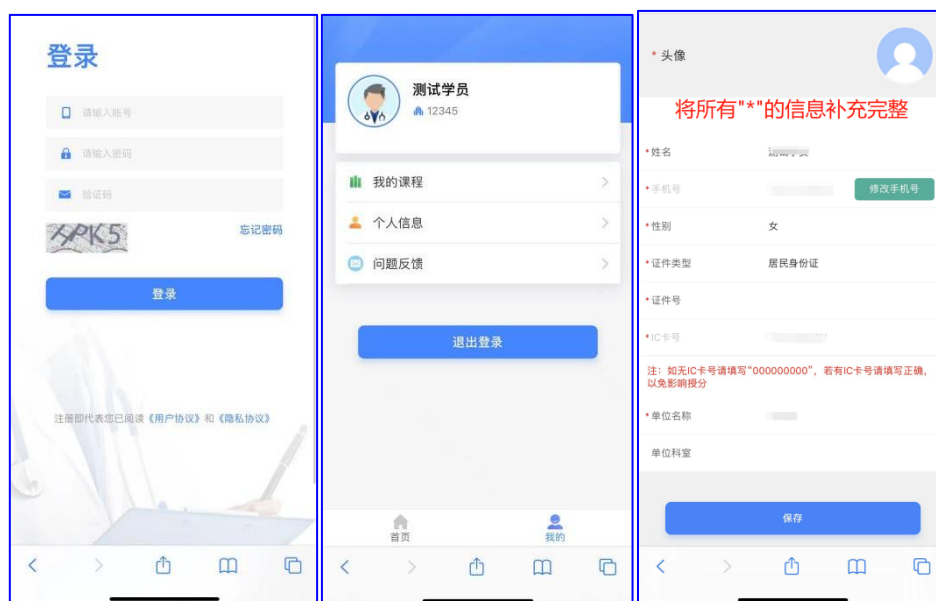 登录
请输入账号
请输入密码
验证码
XPK5
忘记密码
登录
注册即代表您已阅读《用户协议》和《隐私协议》
测试学员
12345
我的课程
个人信息
问题反馈
退出登录
首页
我的
* 头像
将所有"*"的信息补充完整
*姓名
*手机号
修改手机号
*性别 女
*证件类型 居民身份证
*证件号
*IC卡号
注：如无IC卡号请填写“000000000”，若有IC卡号请填写正确，
以免影响授分
*单位名称
单位科室
保存